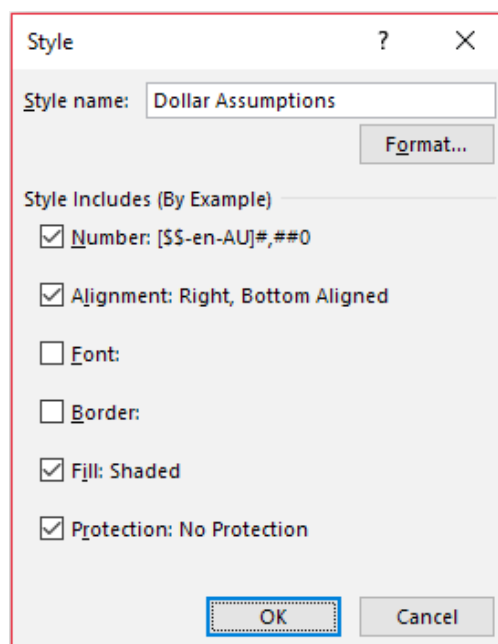 Style ?
Style name: Dollar Assumptions
Format...
Style Includes (By Example)
Number: [$$-en-AU]#,##0
Alignment: Right, Bottom Aligned
Font:
Border:
Fill: Shaded
Protection: No Protection
OK Cancel